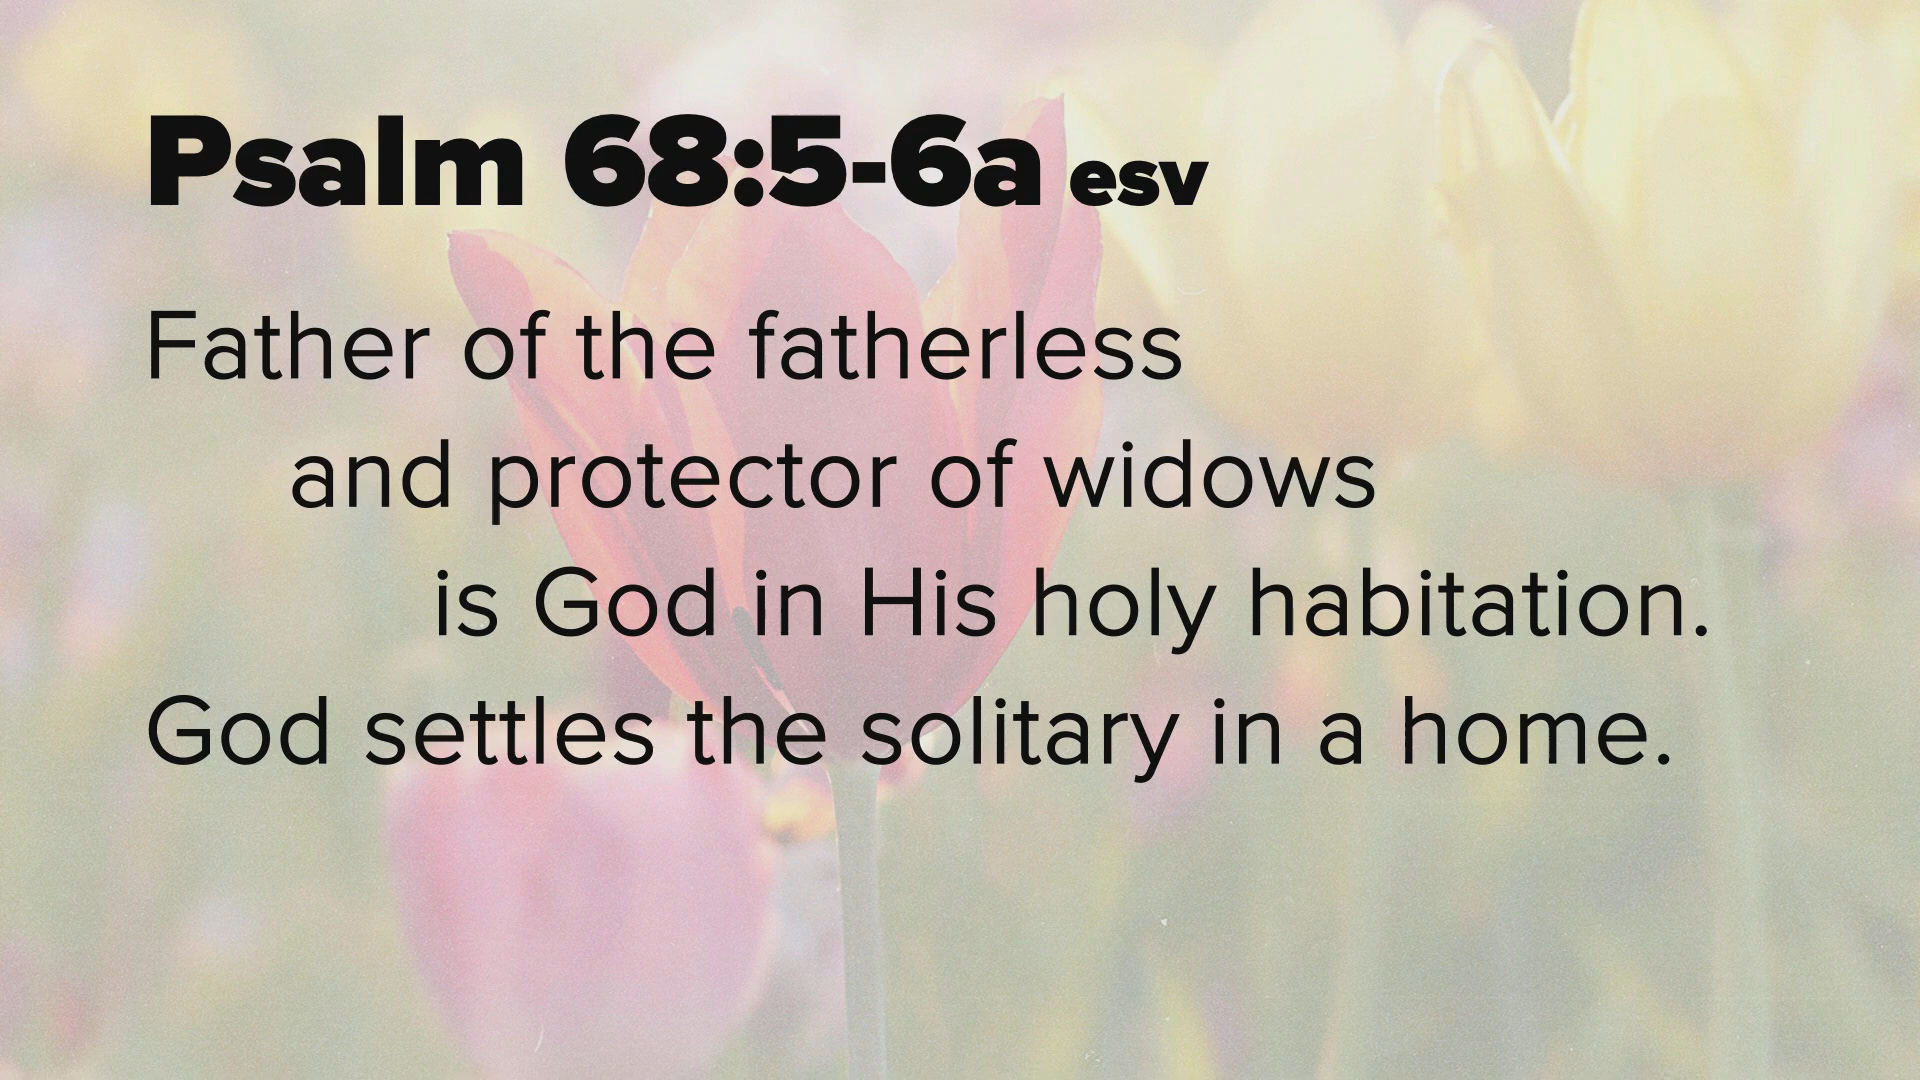 Psalm 68:5-6a esv
Father of the fatherless
and protector of widows
is God in His holy habitation.
God settles the solitary in a home.